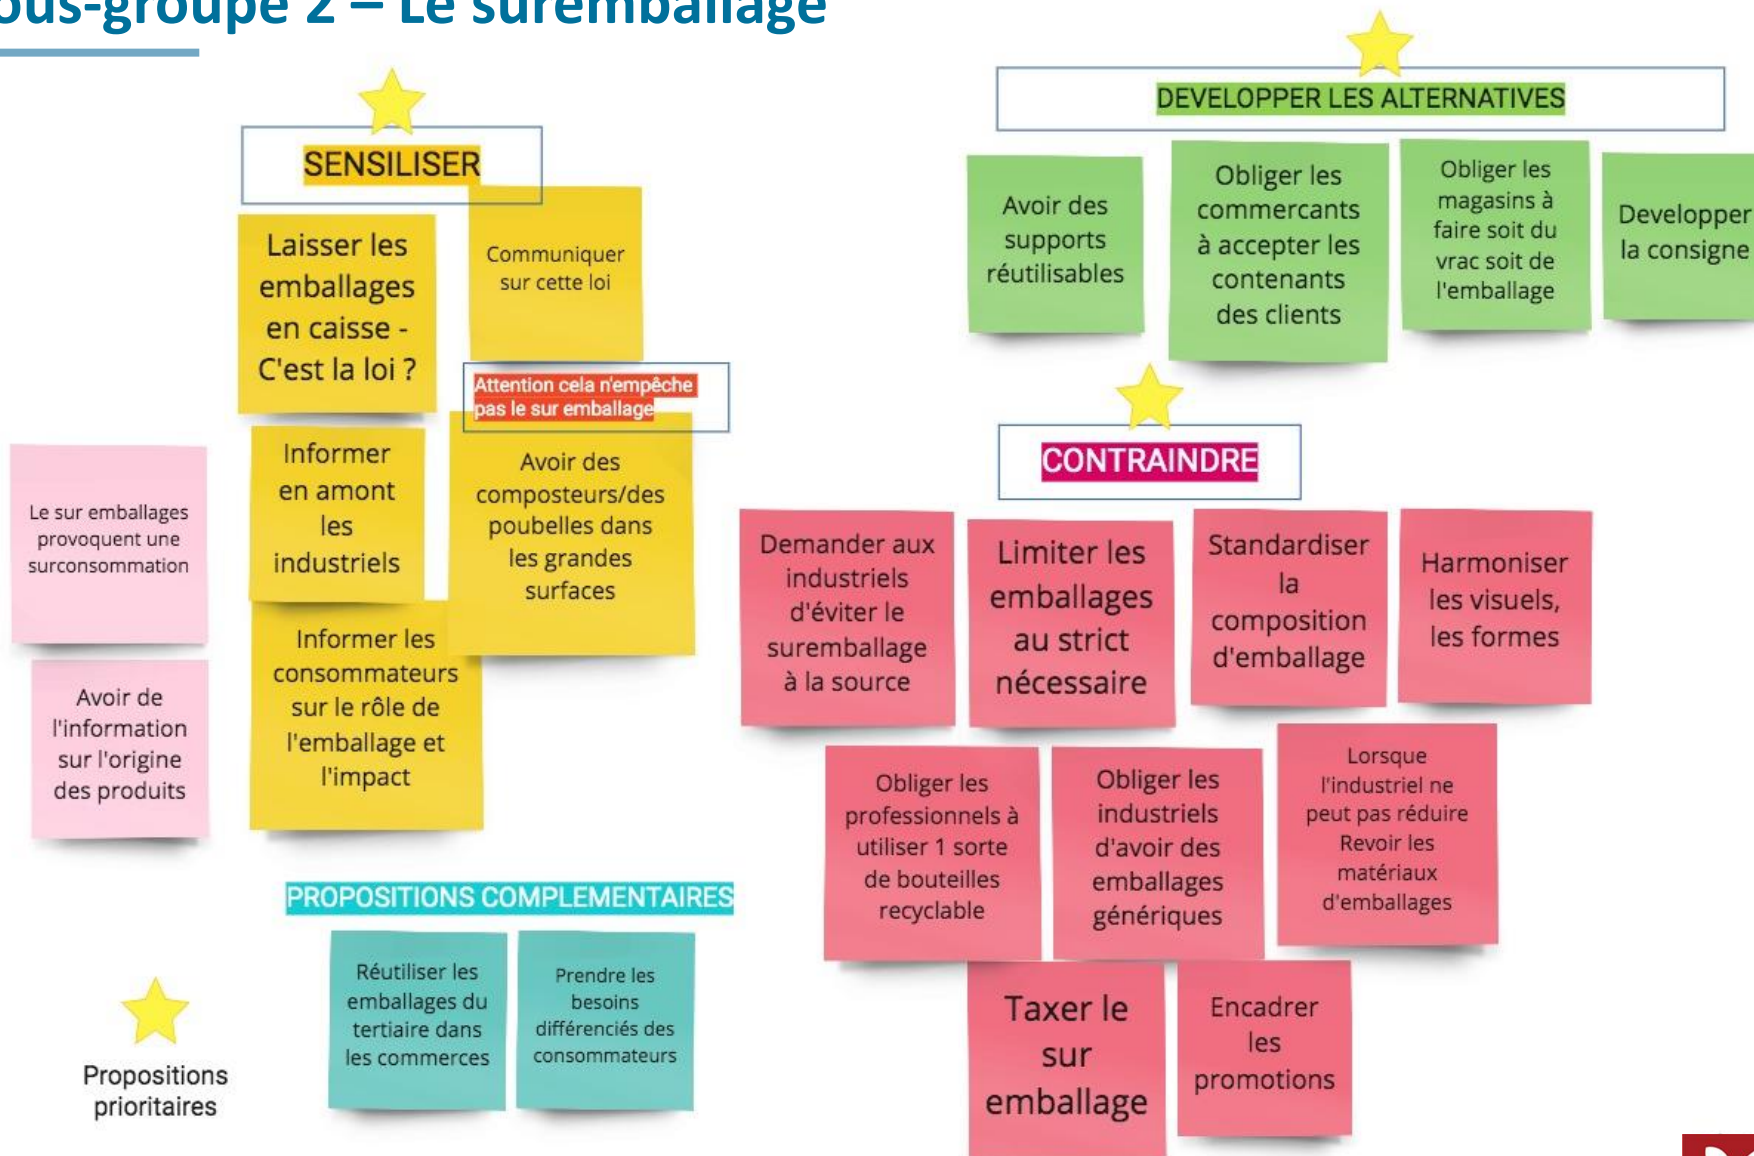 ous-groupe 2 – Le suremballage
SENSILISER
Laisser les
emballages
en caisse -
C'est la loi ?
Communiquer
sur cette loi
Attention cela n'empêche
pas le sur emballage
Informer
en amont
les
industriels
Avoir des
composteurs/des
poubelles dans
les grandes
surfaces
Informer les
consommateurs
sur le rôle de
l'emballage et
l'impact
Le sur emballages
provoquent une
surconsommation
Avoir de
l'information
sur l'origine
des produits
PROPOSITIONS COMPLEMENTAIRES
Réutiliser les
emballages du
tertiaire dans
les commerces
Prendre les
besoins
différenciés des
consommateurs
Propositions
prioritaires
DEVELOPPER LES ALTERNATIVES
Avoir des
supports
réutilisables
Obliger les
commercants
à accepter les
contenants
des clients
Obliger les
magasins à
faire soit du
vrac soit de
l'emballage
Developper
la consigne
CONTRAINDRE
Demander aux
industriels
d'éviter le
suremballage
à la source
Limiter les
emballages
au strict
nécessaire
Standardiser
la
composition
d'emballage
Harmoniser
les visuels,
les formes
Obliger les
professionnels à
utiliser 1 sorte
de bouteilles
recyclable
Obliger les
industriels
d'avoir des
emballages
génériques
Lorsque
l'industriel ne
peut pas réduire
Revoir les
matériaux
d'emballages
Taxer le
sur
emballage
Encadrer
les
promotions